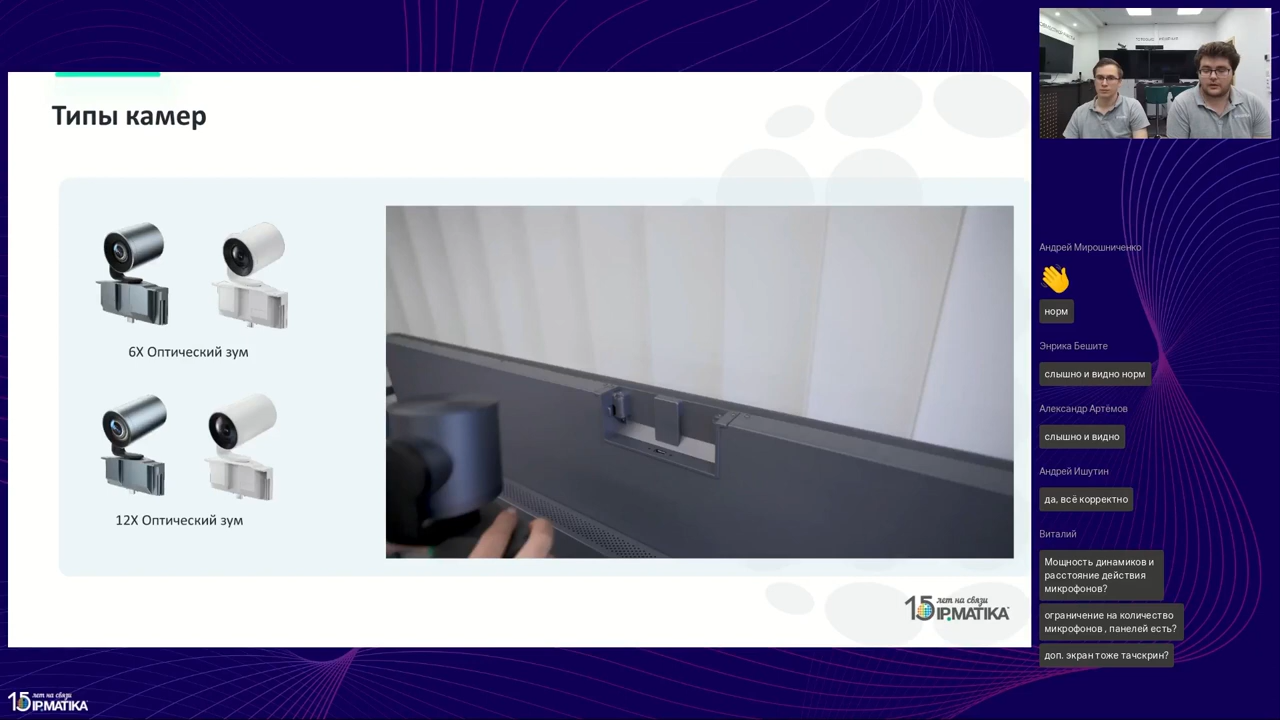 Типы камер
6X Оптический зум
12X Оптический зум
15 лет на связи
IPMATIKA
15 лет на связи
IPMATIKA
Андрей Мирошниченко
норм
Энрика Бешите
слышно и видно норм
Александр Артёмов
слышно и видно
Андрей Ишутин
да, всё корректно
Виталий
Мощность динамиков и
расстояние действия
микрофонов?
ограничение на количество
микрофонов , панелей есть?
доп. экран тоже тачскрин?